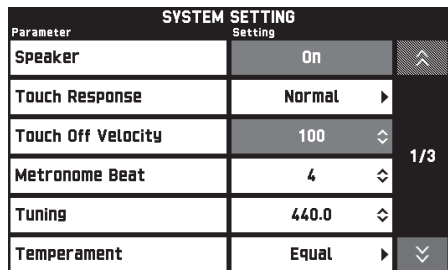 SYSTEM SETTING
Parameter Setting
Speaker On
Touch Response Normal
Touch Off Velocity 100
1/3
Metronome Beat 4
Tuning 440.0
Temperament Equal